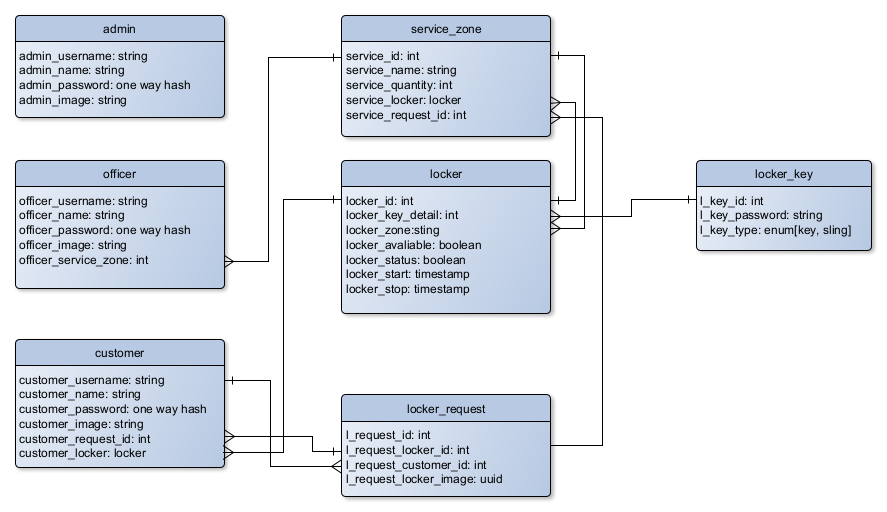 admin
admin_username: string
admin_name: string
admin_password: one way hash
admin_image: string
service_zone
service_id: int
service_name: string
service_quantity: int
service_locker: locker
service_request_id: int
officer
officer_username: string
officer_name: string
officer_password: one way hash
officer_image: string
officer_service_zone: int
locker
locker_id: int
locker_key_detail: int
locker_zone:sting
locker_avaliable: boolean
locker_status: boolean
locker_start: timestamp
locker_stop: timestamp
locker_key
l_key_id: int
l_key_password: string
l_key_type: enum[key, sling]
customer
customer_username: string
customer_name: string
customer_password: one way hash
customer_image: string
customer_request_id: int
customer_locker: locker
locker_request
l_request_id: int
l_request_locker_id: int
l_request_customer_id: int
l_request_locker_image: uuid